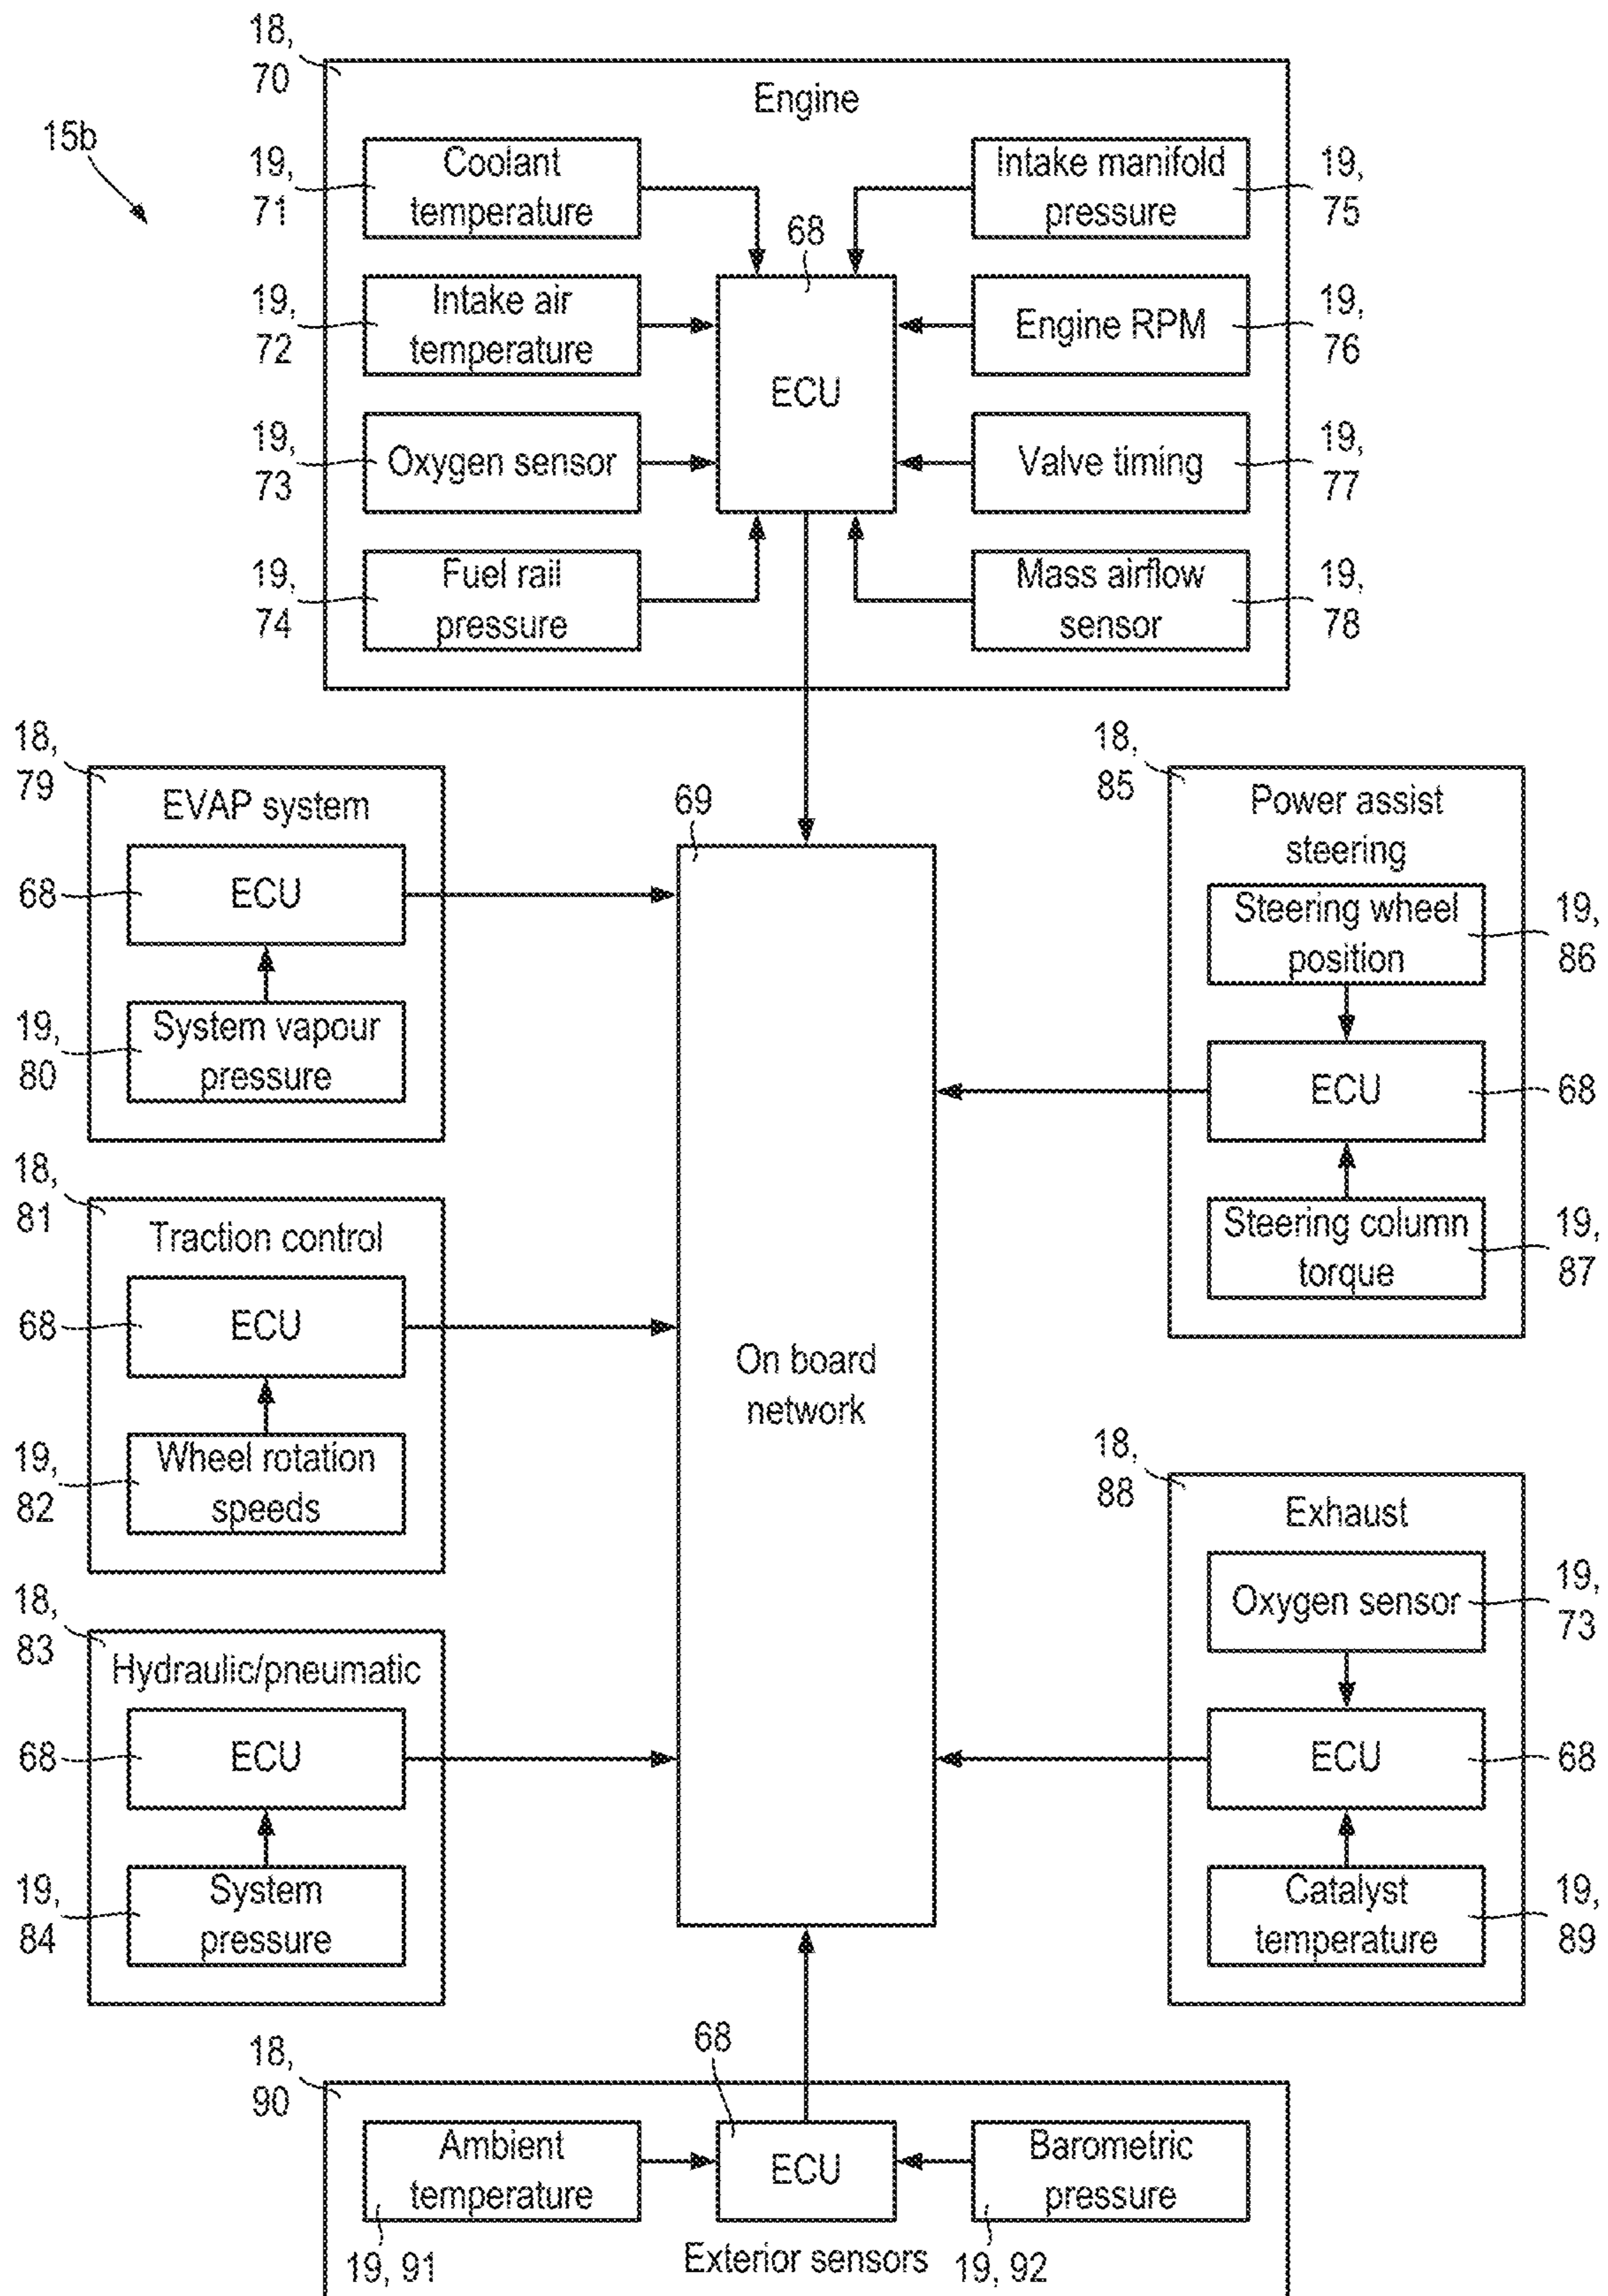 18,
70
Engine
15b
19,
71
Coolant
temperature
Intake manifold
pressure
19,
75
68
19,
72
Intake air
temperature
Engine RPM
19,
76
ECU
19,
73
Oxygen sensor
Valve timing
19,
77
19,
74
Fuel rail
pressure
Mass airflow
sensor
19,
78
18,
79
EVAP system
68
ECU
19,
80
System vapour
pressure
69
On board
network
18,
85
Power assist
steering
Steering wheel
position
19,
86
ECU
68
Steering column
torque
19,
87
18,
81
Traction control
68
ECU
19,
82
Wheel rotation
speeds
18,
83
Hydraulic/pneumatic
68
ECU
19,
84
System
pressure
18,
88
Exhaust
Oxygen sensor
19,
73
ECU
68
Catalyst
temperature
19,
89
18,
90
68
Ambient
temperature
ECU
Barometric
pressure
19, 91
Exterior sensors
19, 92